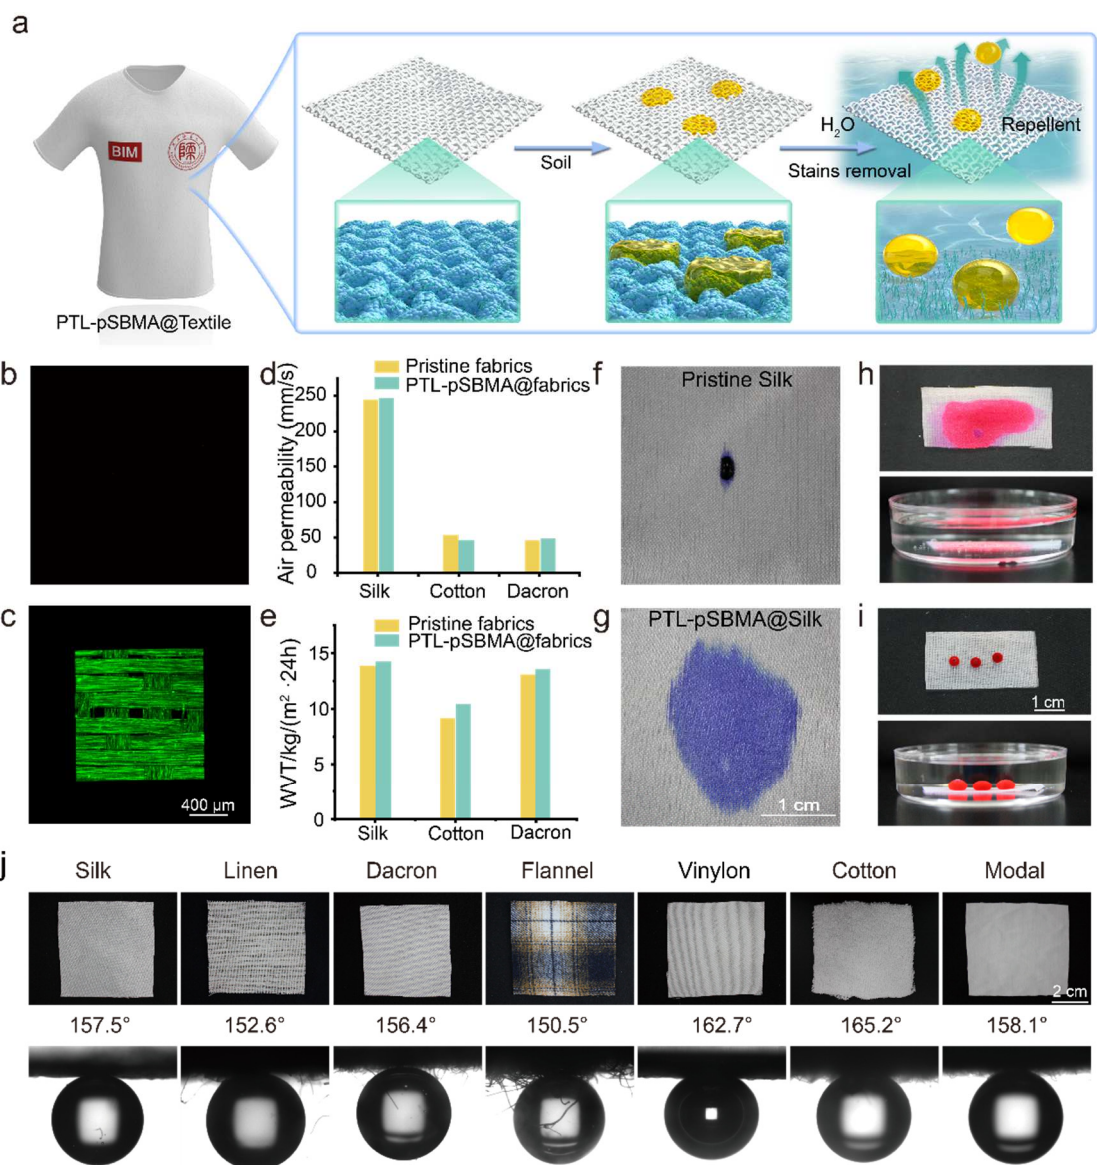 a
BIM
PTL-pSBMA@Textile
Soil
H₂O
Stains removal
Repellent
b
c
400 µm
d
Pristine fabrics
PTL-pSBMA@fabrics
Air permeability (mm/s)
250
200
150
100
50
0
Silk
Cotton
Dacron
e
Pristine fabrics
PTL-pSBMA@fabrics
WVT/kg/(m² ·24h)
15
10
5
0
Silk
Cotton
Dacron
f
Pristine Silk
g
PTL-pSBMA@Silk
1 cm
h
i
1 cm
j
Silk
Linen
Dacron
Flannel
Vinylon
Cotton
Modal
2 cm
157.5°
152.6°
156.4°
150.5°
162.7°
165.2°
158.1°